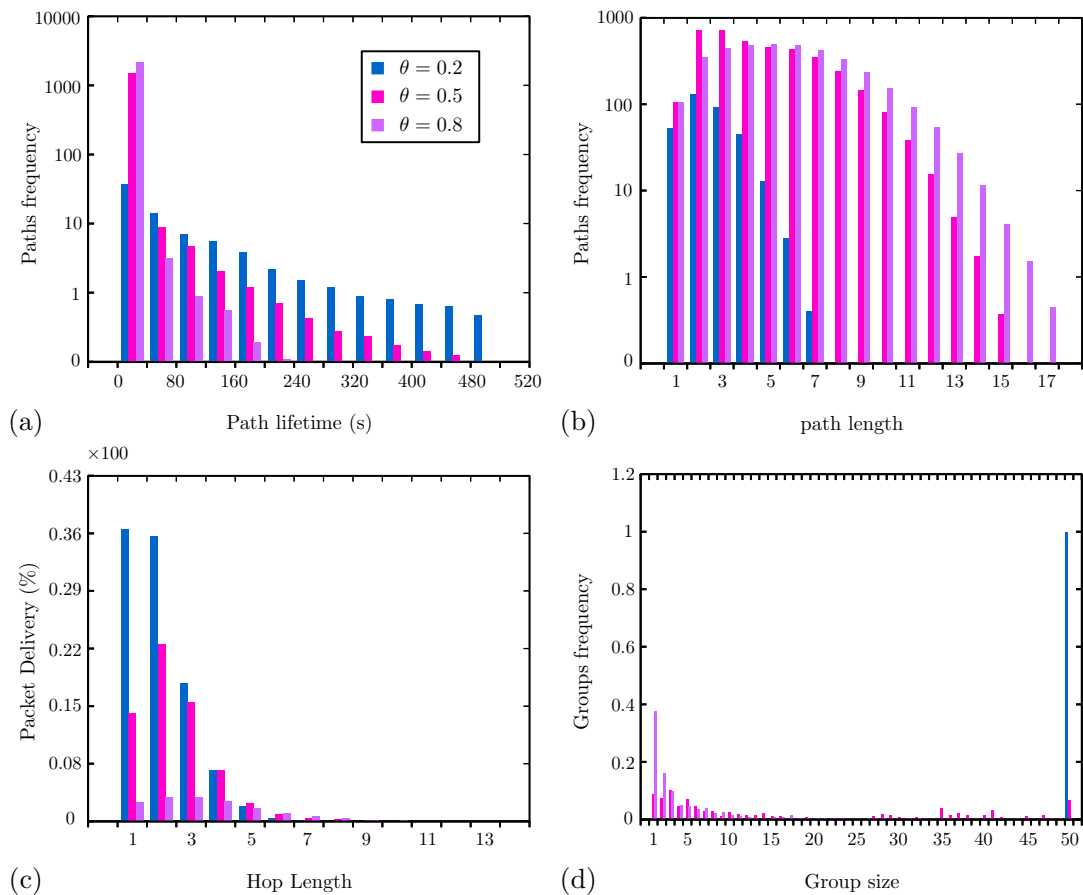 10000
1000
100
10
1
0
Paths frequency
θ = 0.2
θ = 0.5
θ = 0.8
0 80 160 240 320 400 480 520
(a) Path lifetime (s)
1000
100
10
1
0
Paths frequency
1 3 5 7 9 11 13 15 17
(b) path length
×100
0.43
0.36
0.29
0.22
0.15
0.08
0
Packet Delivery (%)
1 3 5 7 9 11 13
(c) Hop Length
1.2
1
0.8
0.6
0.4
0.2
0
Groups frequency
1 5 10 15 20 25 30 35 40 45 50
(d) Group size